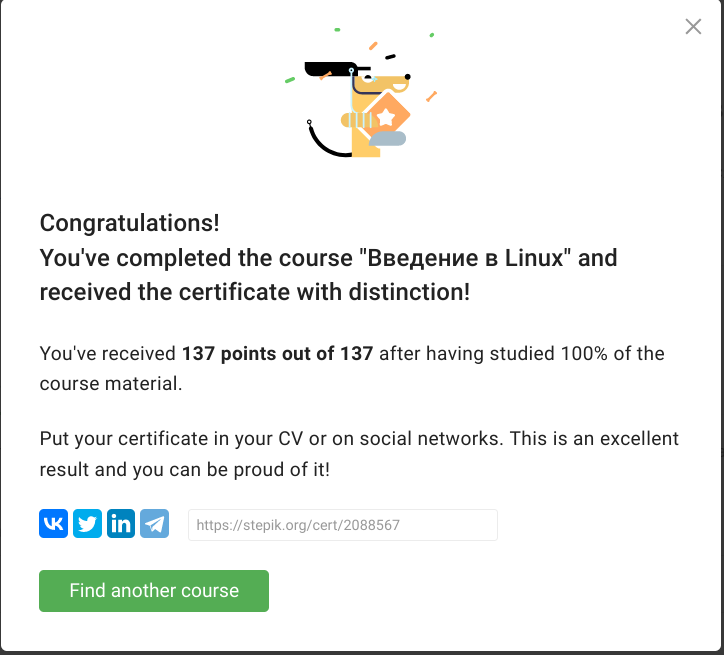 Congratulations!
You've completed the course "Введение в Linux" and
received the certificate with distinction!
You've received 137 points out of 137 after having studied 100% of the
course material.
Put your certificate in your CV or on social networks. This is an excellent
result and you can be proud of it!
https://stepik.org/cert/2088567
Find another course